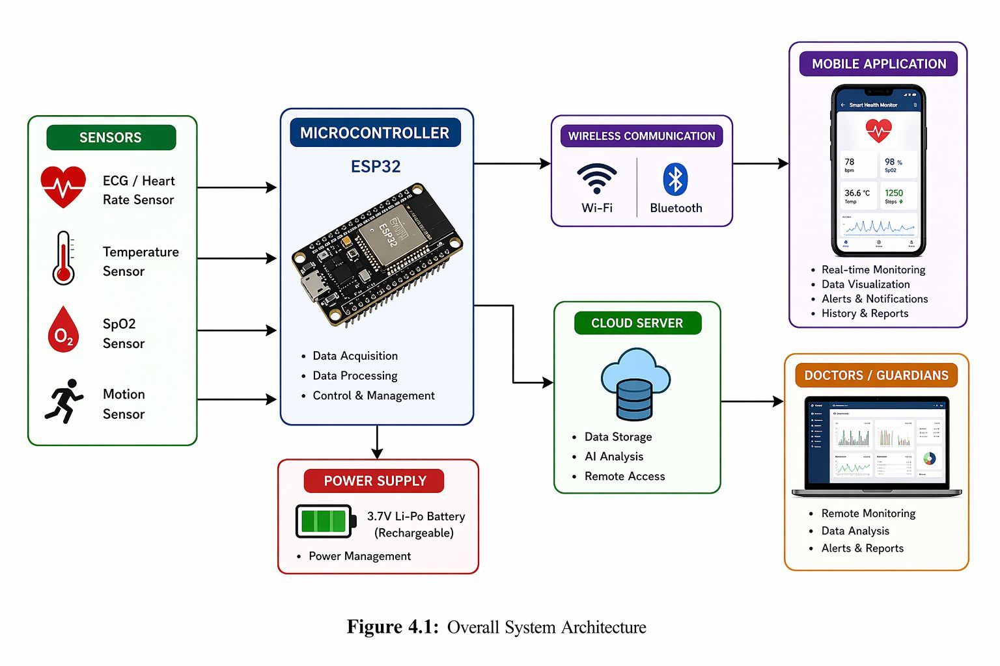 SENSORS
ECG / Heart
Rate Sensor
Temperature
Sensor
O2
SpO2
Sensor
Motion
Sensor
MICROCONTROLLER
ESP32
ESP32
• Data Acquisition
• Data Processing
• Control & Management
POWER SUPPLY
3.7V Li-Po Battery
(Rechargeable)
• Power Management
WIRELESS COMMUNICATION
Wi-Fi
Bluetooth
CLOUD SERVER
• Data Storage
• AI Analysis
• Remote Access
MOBILE APPLICATION
Smart Health Monitor
78
bpm
98 %
SpO2
36.6 °C
Temp
1250
Steps
• Real-time Monitoring
• Data Visualization
• Alerts & Notifications
• History & Reports
DOCTORS / GUARDIANS
• Remote Monitoring
• Data Analysis
• Alerts & Reports
Figure 4.1: Overall System Architecture